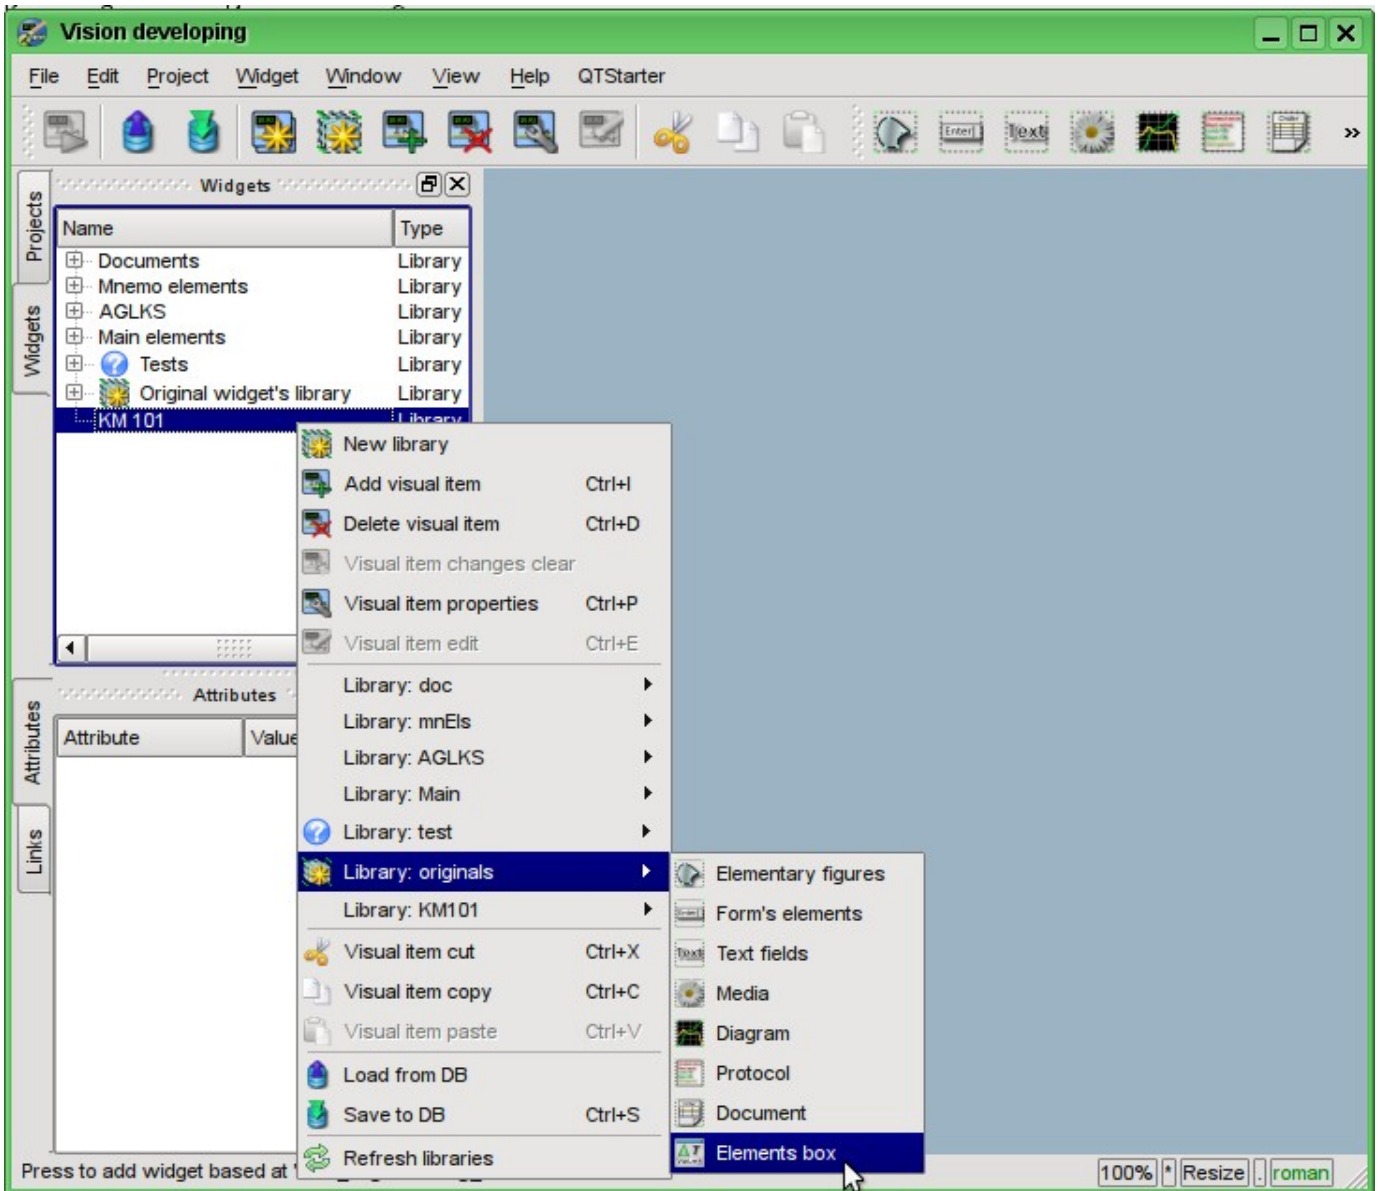 Vision developing
File Edit Project Widget Window View Help QTStarter
Enter Text »
Projects
Widgets
Widgets
Name Type
Documents Library
Mnemo elements Library
AGLKS Library
Main elements Library
Tests Library
Original widget's library Library
KM 101 Library
New library
Add visual item Ctrl+I
Delete visual item Ctrl+D
Visual item changes clear
Visual item properties Ctrl+P
Visual item edit Ctrl+E
Library: doc
Library: mnEls
Library: AGLKS
Library: Main
Library: test
Library: originals
Library: KM101
Visual item cut Ctrl+X
Visual item copy Ctrl+C
Visual item paste Ctrl+V
Load from DB
Save to DB Ctrl+S
Refresh libraries
Elementary figures
Form's elements
Text fields
Media
Diagram
Protocol
Document
Elements box
Attributes
Links
Attributes
Attribute Value
Press to add widget based at '
100% * Resize . roman